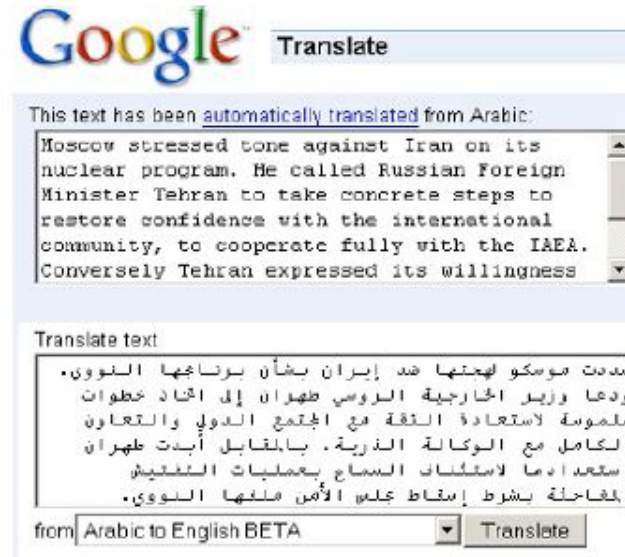 Google Translate
This text has been automatically translated from Arabic:
Moscow stressed tone against Iran on its
nuclear program. He called Russian Foreign
Minister Tehran to take concrete steps to
restore confidence with the international
community, to cooperate fully with the IAEA.
Conversely Tehran expressed its willingness
Translate text
شددت موسكو لهجتها ضد إيران بشأن برنامجها النووي.
ودعا وزير الخارجية الروسي طهران إلى اتخاذ خطوات
ملموسة لاستعادة الثقة مع المجتمع الدولي والتعاون
الكامل مع الوكالة الذرية. بالمقابل أبدت طهران
استعدادها لاستئناف السماح بعمليات التفتيش
المفاجئة بشرط إسقاط مجلس الأمن ملفها النووي.
from Arabic to English BETA Translate